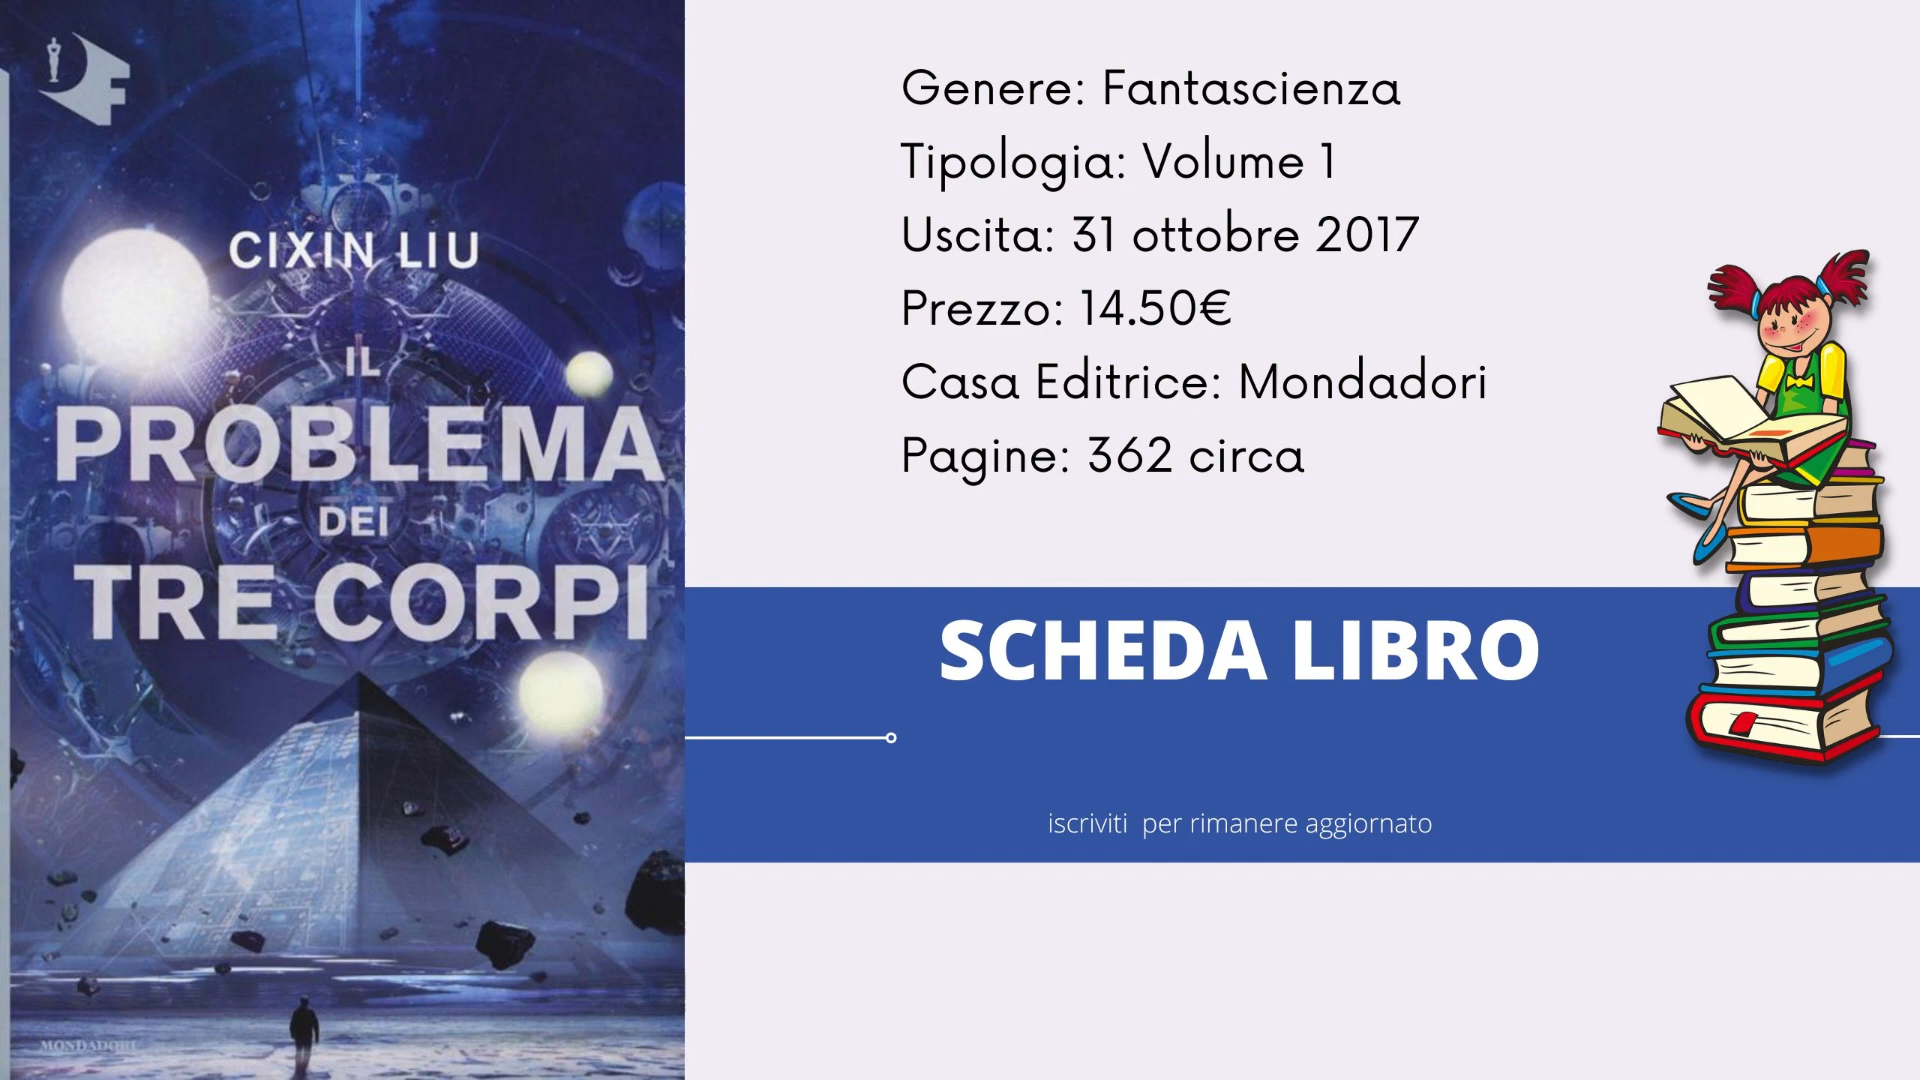 CIXIN LIU
IL
PROBLEMA
DEI
TRE CORPI
MONDADORI
Genere: Fantascienza
Tipologia: Volume 1
Uscita: 31 ottobre 2017
Prezzo: 14.50€
Casa Editrice: Mondadori
Pagine: 362 circa
SCHEDA LIBRO
iscriviti per rimanere aggiornato